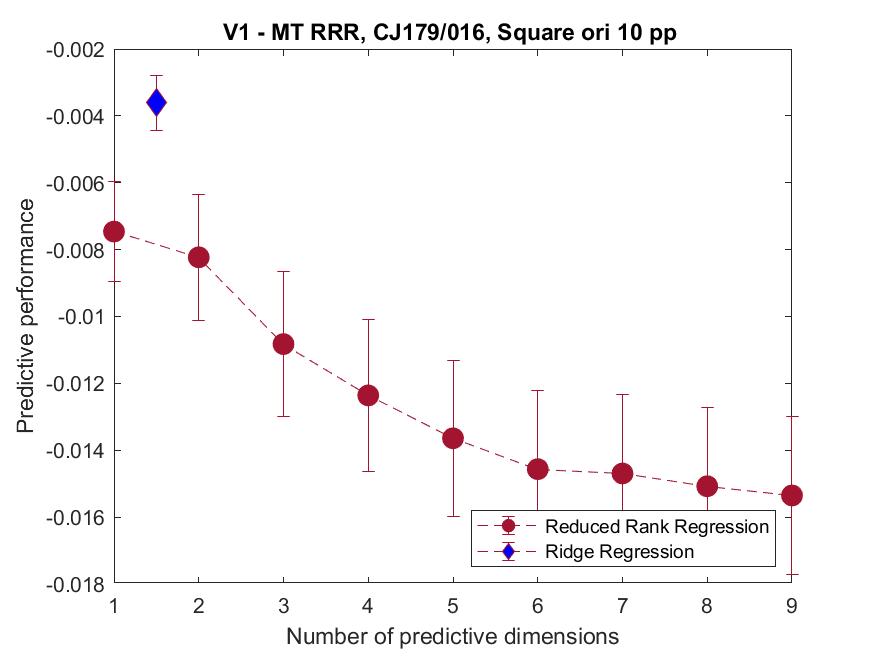 V1 - MT RRR, CJ179/016, Square ori 10 pp
-0.002
-0.004
-0.006
-0.008
-0.01
-0.012
-0.014
-0.016
-0.018
Predictive performance
Reduced Rank Regression
Ridge Regression
1 2 3 4 5 6 7 8 9
Number of predictive dimensions